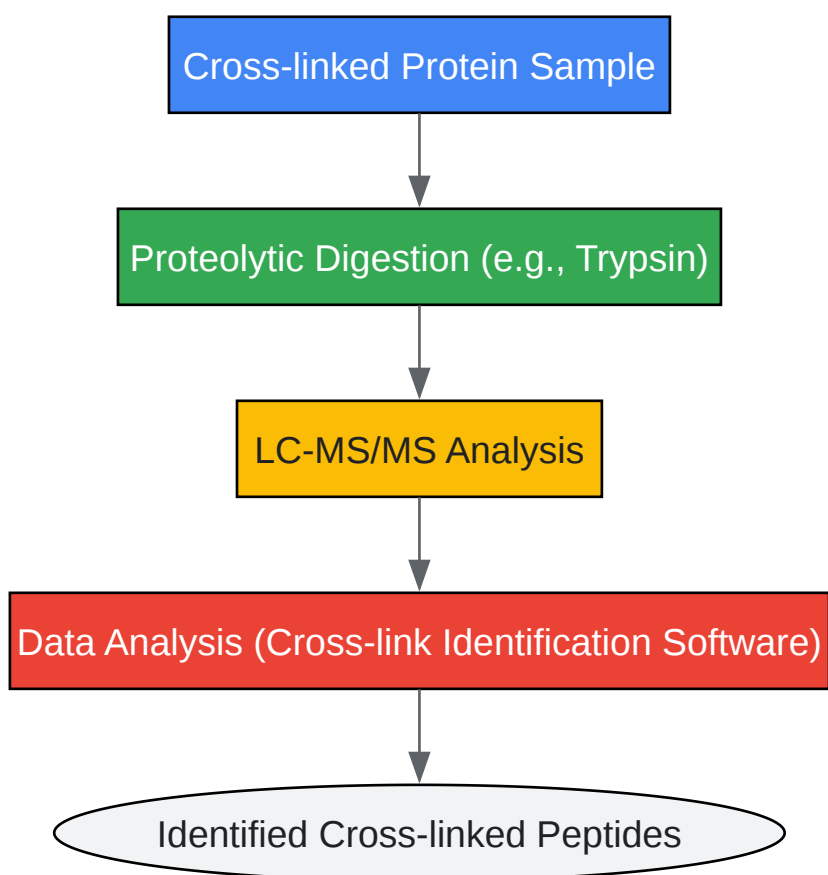 Cross-linked Protein Sample
Proteolytic Digestion (e.g., Trypsin)
LC-MS/MS Analysis
Data Analysis (Cross-link Identification Software)
Identified Cross-linked Peptides